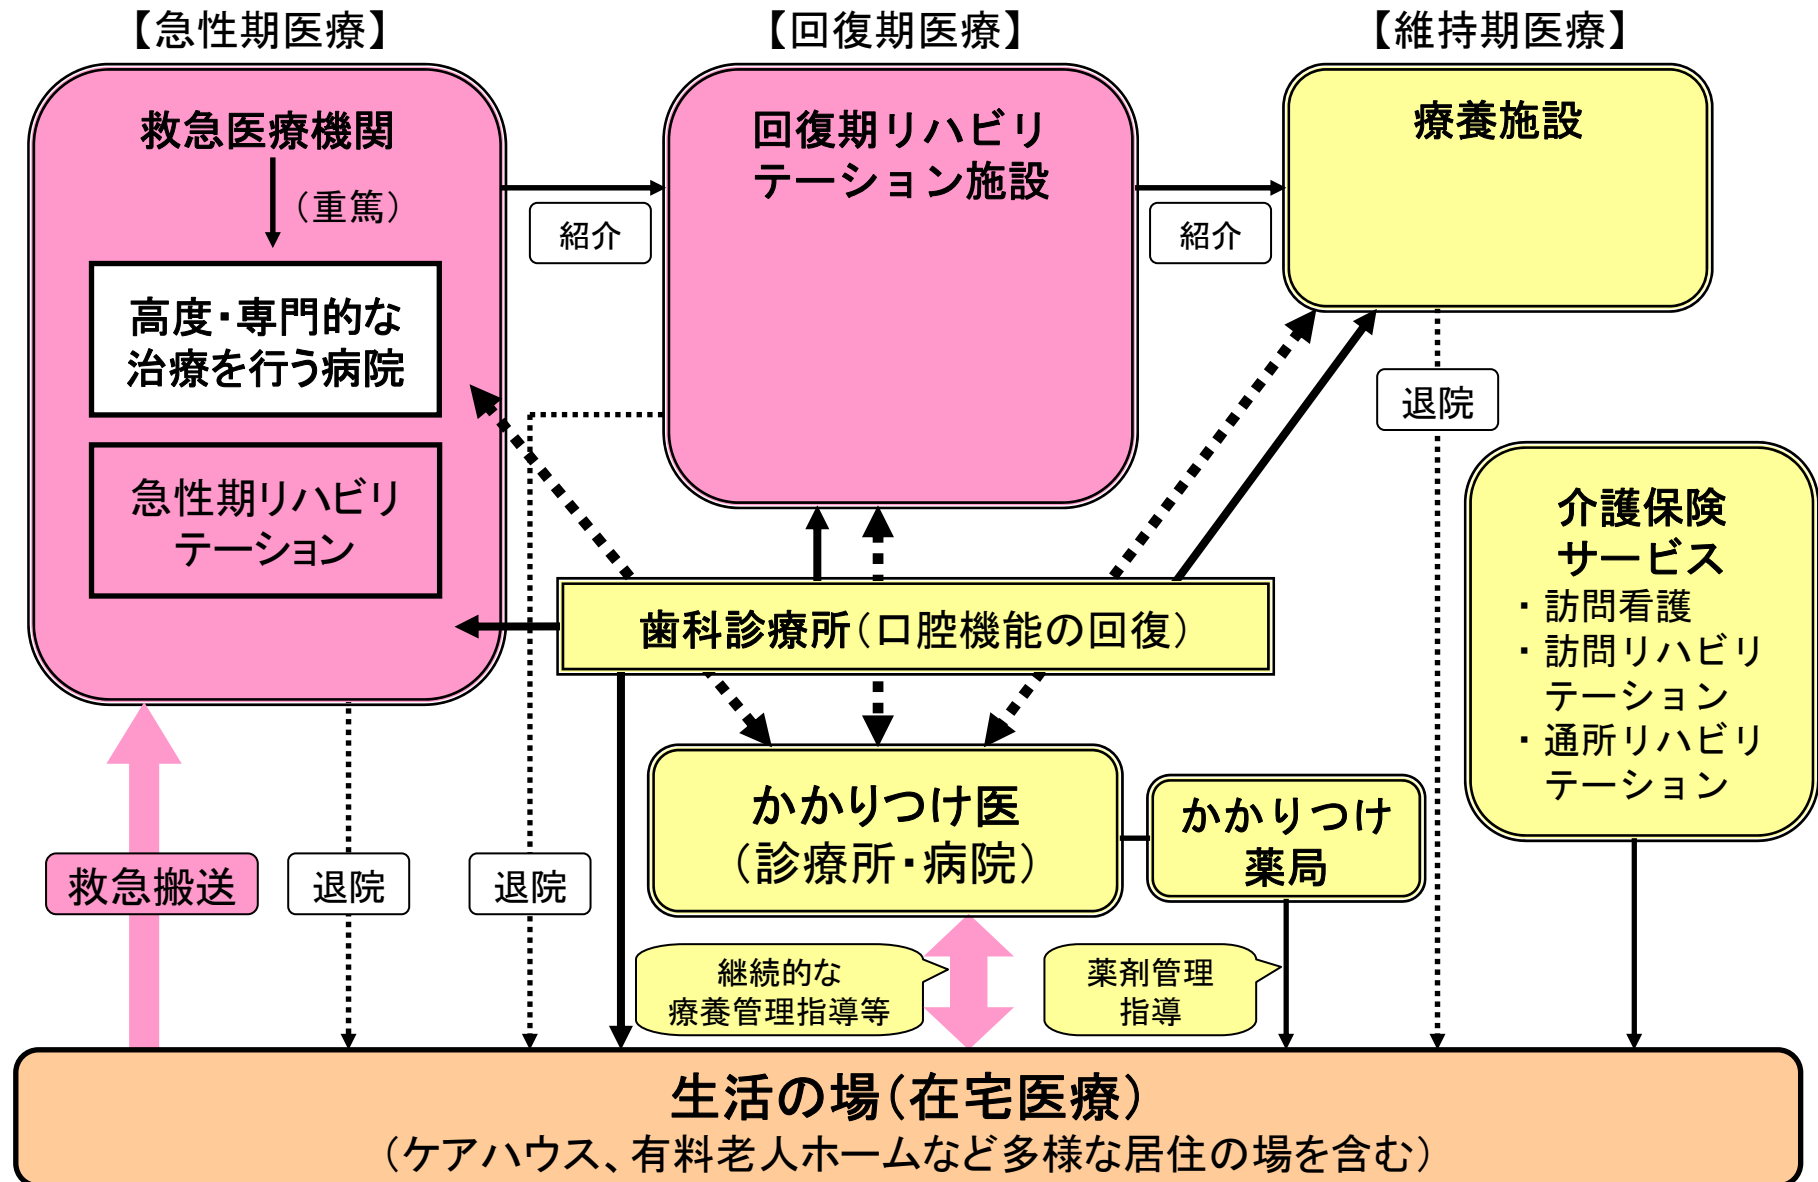 【急性期医療】
【回復期医療】
【維持期医療】
救急医療機関
（重篤）
高度・専門的な
治療を行う病院
急性期リハビリ
テーション
紹介
回復期リハビリ
テーション施設
紹介
療養施設
退院
介護保険
サービス
・訪問看護
・訪問リハビリ
テーション
・通所リハビリ
テーション
歯科診療所（口腔機能の回復）
かかりつけ医
（診療所・病院）
かかりつけ
薬局
救急搬送
退院
退院
継続的な
療養管理指導等
薬剤管理
指導
生活の場（在宅医療）
（ケアハウス、有料老人ホームなど多様な居住の場を含む）